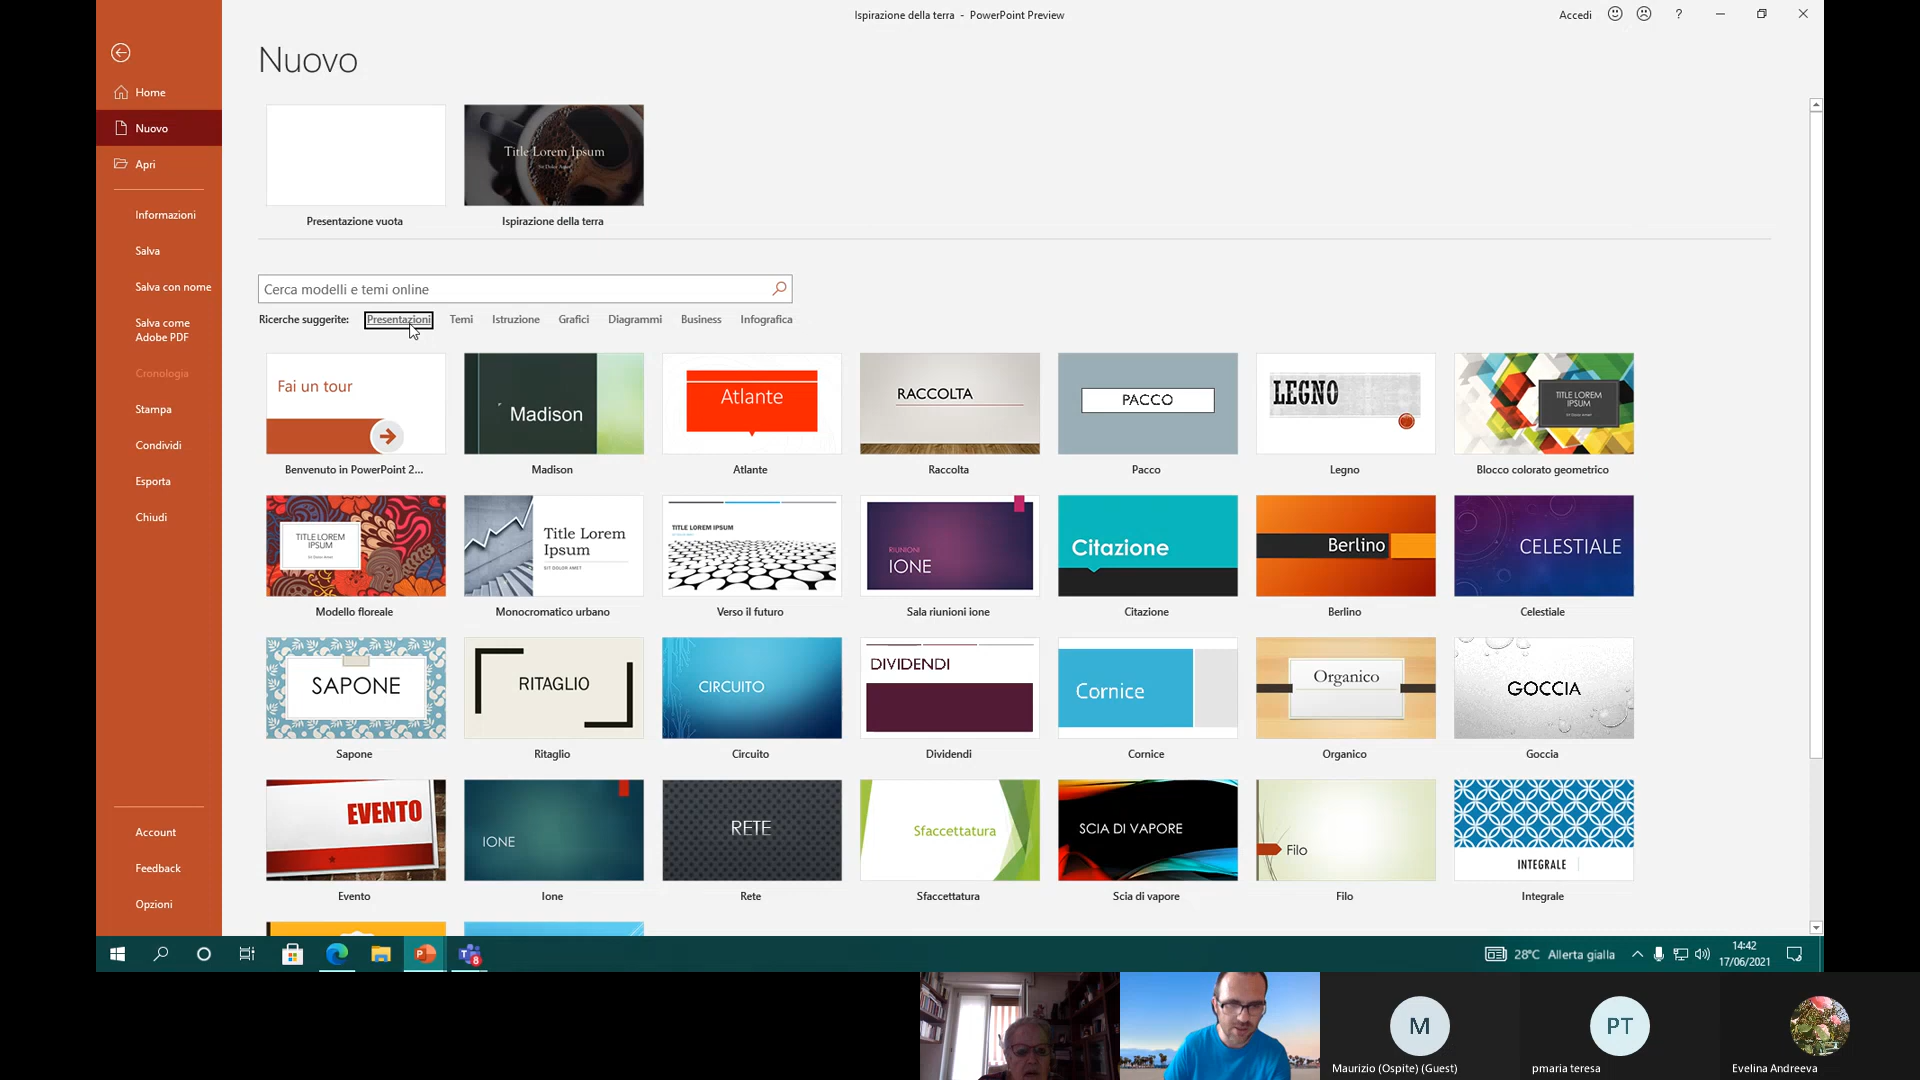 Ispirazione della terra - PowerPoint Preview
Accedi
?
Nuovo
Home
Nuovo
Apri
Informazioni
Salva
Salva con nome
Salva come
Adobe PDF
Cronologia
Stampa
Condividi
Esporta
Chiudi
Account
Feedback
Opzioni
Title Lorem Ipsum
Presentazione vuota
Ispirazione della terra
Cerca modelli e temi online
Ricerche suggerite: Presentazioni Temi Istruzione Grafici Diagrammi Business Infografica
Fai un tour
Madison
Atlante
RACCOLTA
PACCO
LEGNO
TITLE LOREM
IPSUM
Benvenuto in PowerPoint 2...
Madison
Atlante
Raccolta
Pacco
Legno
Blocco colorato geometrico
TITLE LOREM
IPSUM
Title Lorem
Ipsum
SIT DOLOR AMET
TITLE LOREM IPSUM
RIUNIONI
IONE
Citazione
Berlino
CELESTIALE
Modello floreale
Monocromatico urbano
Verso il futuro
Sala riunioni ione
Citazione
Berlino
Celestiale
SAPONE
RITAGLIO
CIRCUITO
DIVIDENDI
Cornice
Organico
GOCCIA
Sapone
Ritaglio
Circuito
Dividendi
Cornice
Organico
Goccia
EVENTO
IONE
RETE
Sfaccettatura
SCIA DI VAPORE
Filo
INTEGRALE
Evento
Ione
Rete
Sfaccettatura
Scia di vapore
Filo
Integrale
28°C Allerta gialla
14:42
17/06/2021
M
PT
Maurizio (Ospite) (Guest)
pmaria teresa
Evelina Andreeva